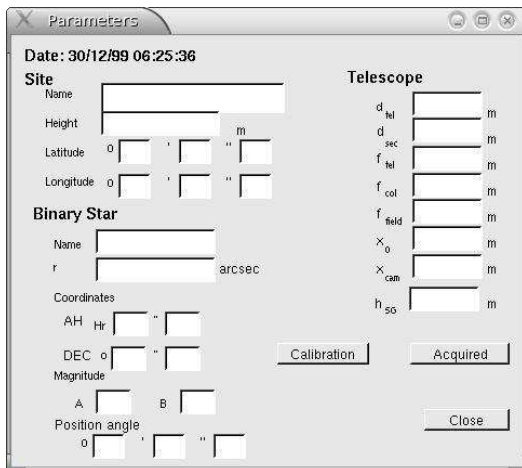 Parameters
Date: 30/12/99 06:25:36
Site
Name
Height m
Latitude o ' "
Longitude o ' "
Binary Star
Name
r arcsec
Coordinates
AH Hr "
DEC o "
Magnitude
A B
Position angle
o ' "
Telescope
d tel m
d sec m
f tel m
f col m
f field m
x 0 m
x cam m
h SG m
Calibration Acquired
Close